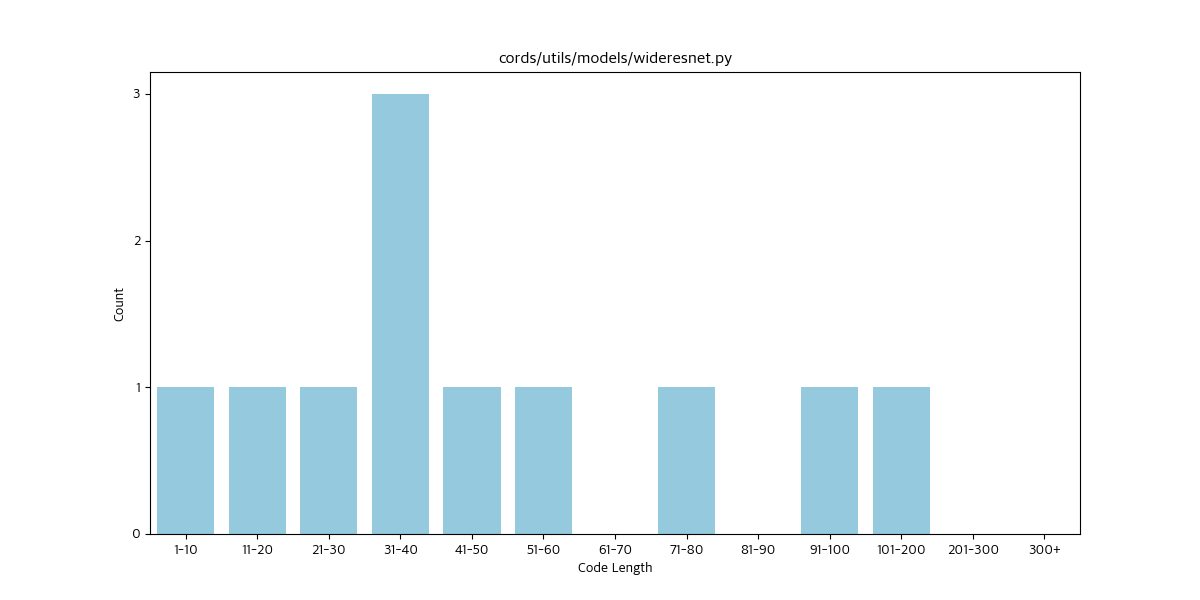 cords/utils/models/wideresnet.py
3
2
1
0
Count
1-10 11-20 21-30 31-40 41-50 51-60 61-70 71-80 81-90 91-100 101-200 201-300 300+
Code Length